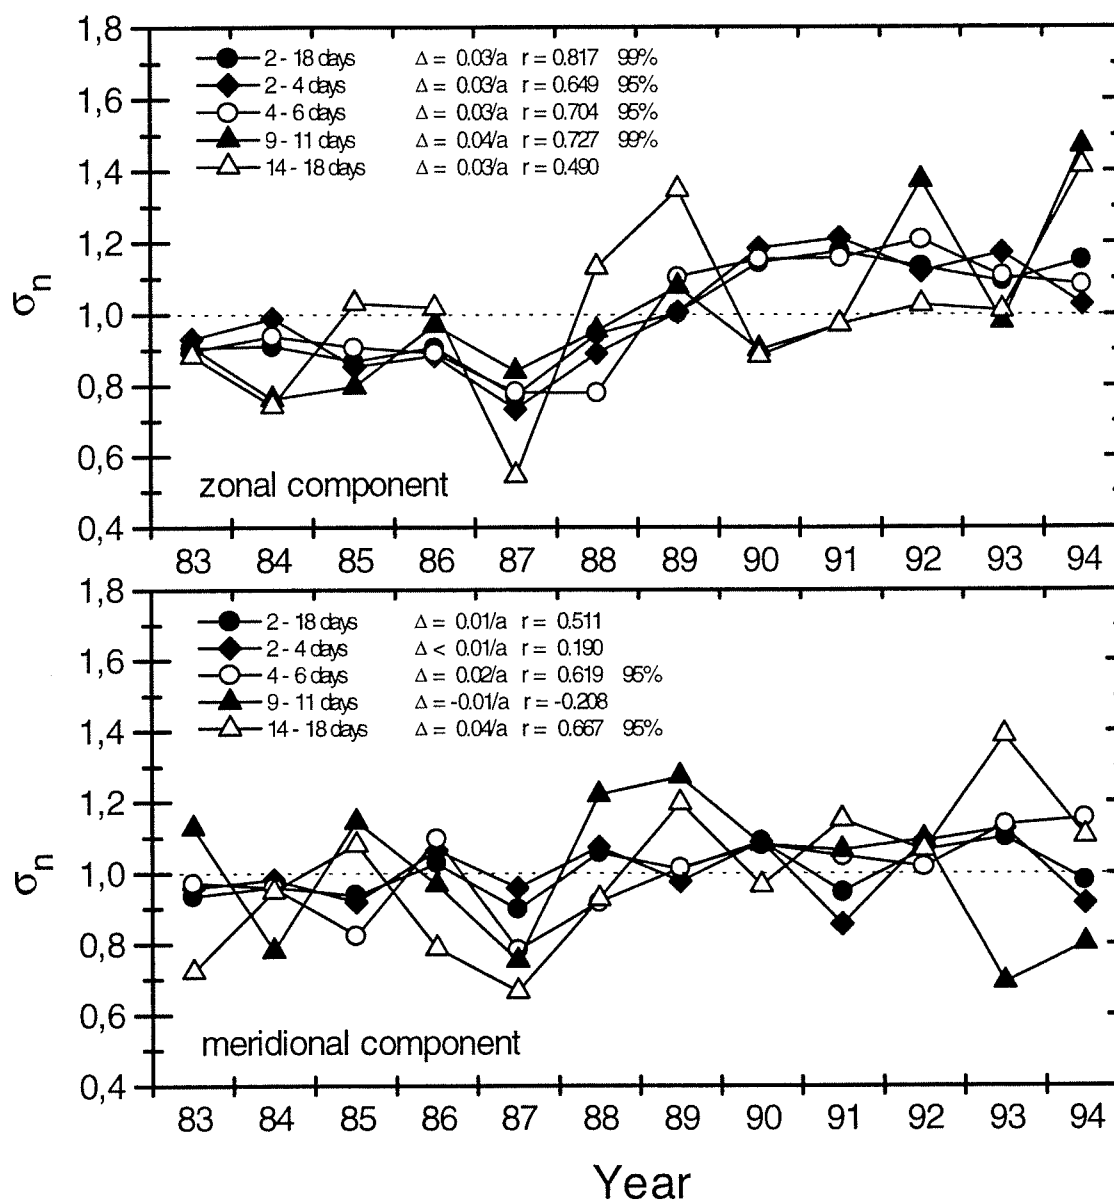 1,8
1,6
1,4
1,2
1,0
0,8
0,6
0,4
σn
2 - 18 days Δ = 0.03/a r = 0.817 99%
2 - 4 days Δ = 0.03/a r = 0.649 95%
4 - 6 days Δ = 0.03/a r = 0.704 95%
9 - 11 days Δ = 0.04/a r = 0.727 99%
14 - 18 days Δ = 0.03/a r = 0.490
zonal component
83 84 85 86 87 88 89 90 91 92 93 94
1,8
1,6
1,4
1,2
1,0
0,8
0,6
0,4
σn
2 - 18 days Δ = 0.01/a r = 0.511
2 - 4 days Δ < 0.01/a r = 0.190
4 - 6 days Δ = 0.02/a r = 0.619 95%
9 - 11 days Δ = -0.01/a r = -0.208
14 - 18 days Δ = 0.04/a r = 0.667 95%
meridional component
83 84 85 86 87 88 89 90 91 92 93 94
Year